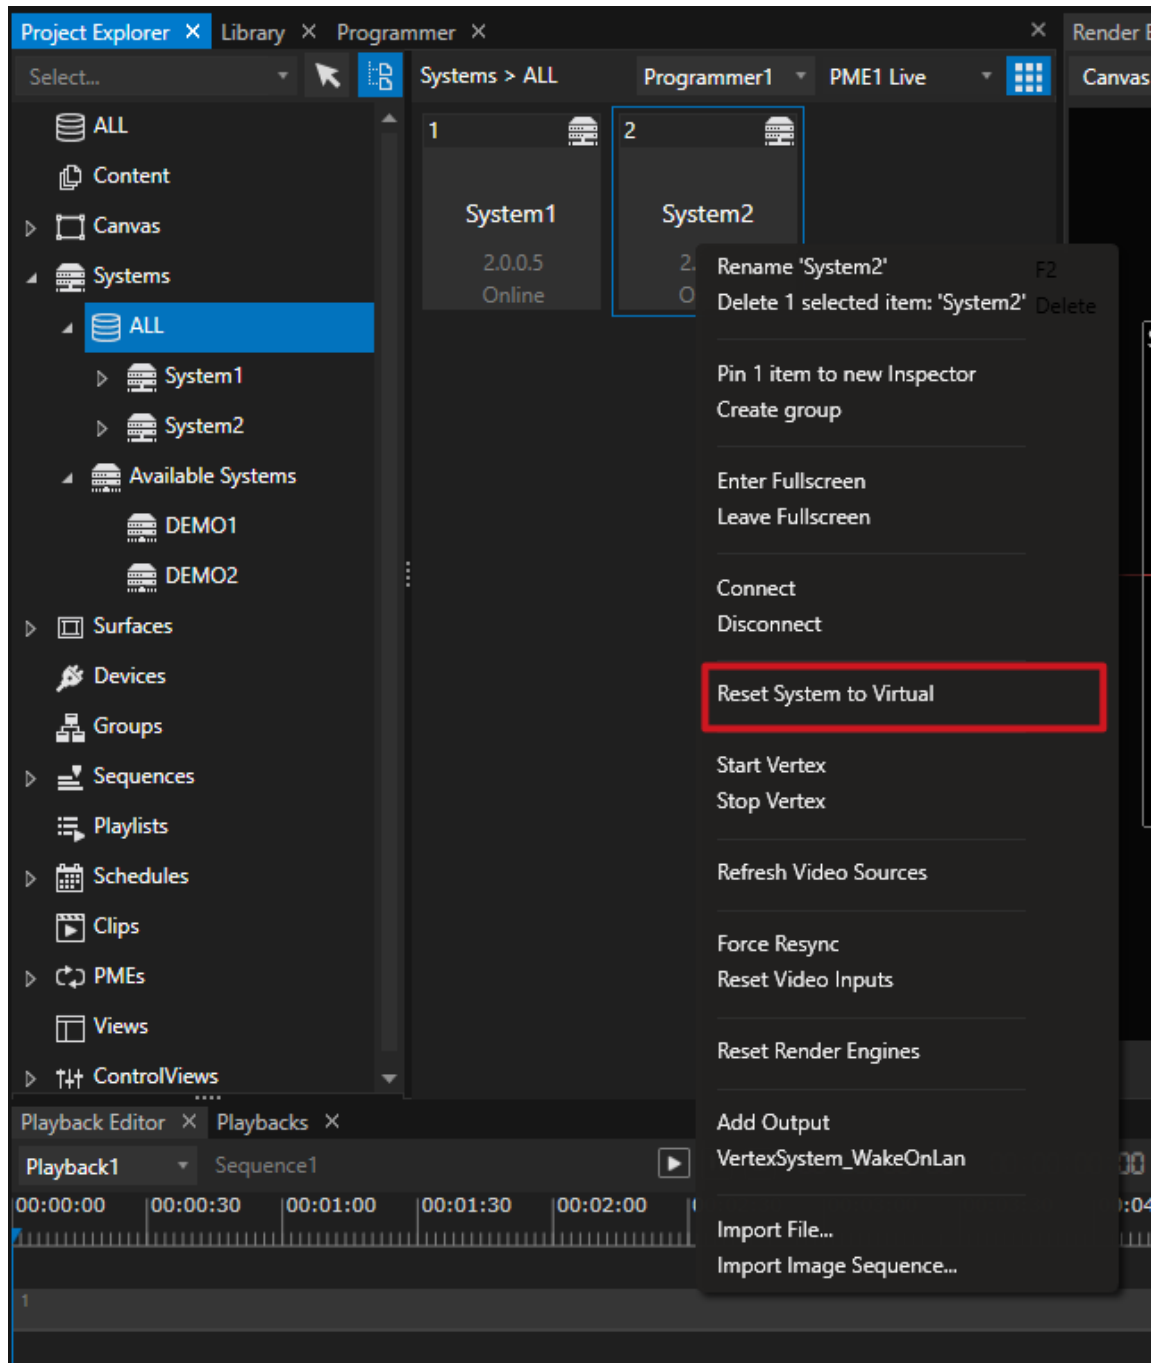 Project Explorer Library Programmer Render
Select... Systems > ALL Programmer1 PME1 Live Canvas
ALL
Content
Canvas
Systems
ALL
System1
System2
Available Systems
DEMO1
DEMO2
Surfaces
Devices
Groups
Sequences
Playlists
Schedules
Clips
PMEs
Views
ControlViews
1
System1
2.0.0.5
Online
2
System2
2.
O
Rename 'System2' F2
Delete 1 selected item: 'System2' Delete
Pin 1 item to new Inspector
Create group
Enter Fullscreen
Leave Fullscreen
Connect
Disconnect
Reset System to Virtual
Start Vertex
Stop Vertex
Refresh Video Sources
Force Resync
Reset Video Inputs
Reset Render Engines
Add Output
VertexSystem_WakeOnLan
Import File...
Import Image Sequence...
Playback Editor Playbacks
Playback1 Sequence1 00
00:00:00 00:00:30 00:01:00 00:01:30 00:02:00 :04
1